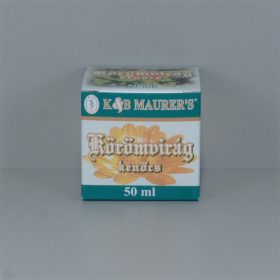 K&B MAURER'S
Körömvirág
kenőcs
50 ml